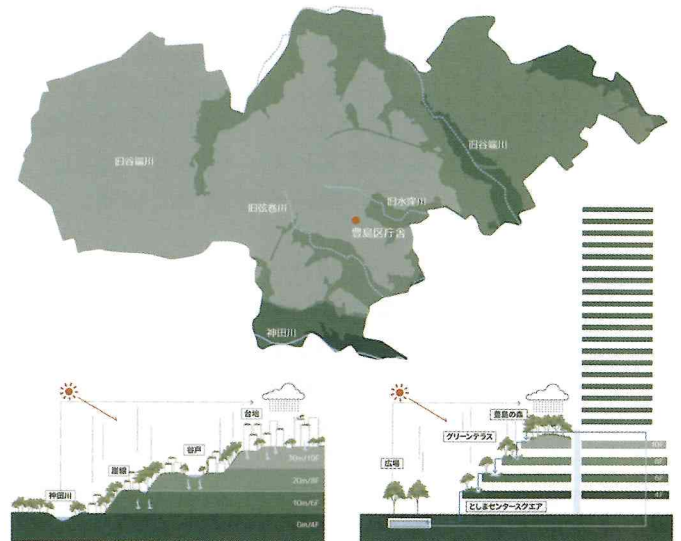 旧谷端川
旧谷端川
旧弦巻川
旧水窪川
豊島区庁舎
神田川
台地
谷戸
崖線
神田川
30m/10F
20m/8F
10m/6F
0m/4F
豊島の森
グリーンテラス
広場
10F
8F
6F
4F
としまセンタースクエア